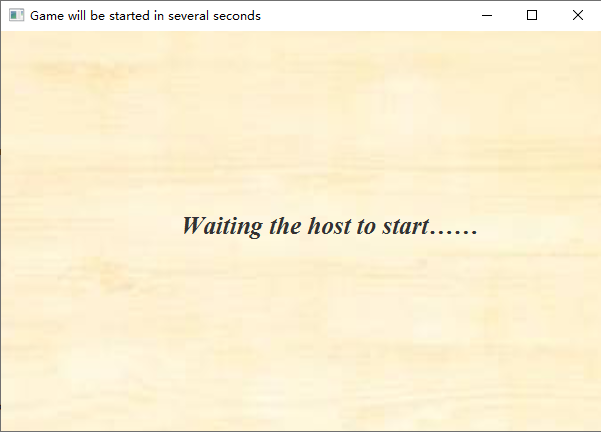 Game will be started in several seconds
Waiting the host to start……